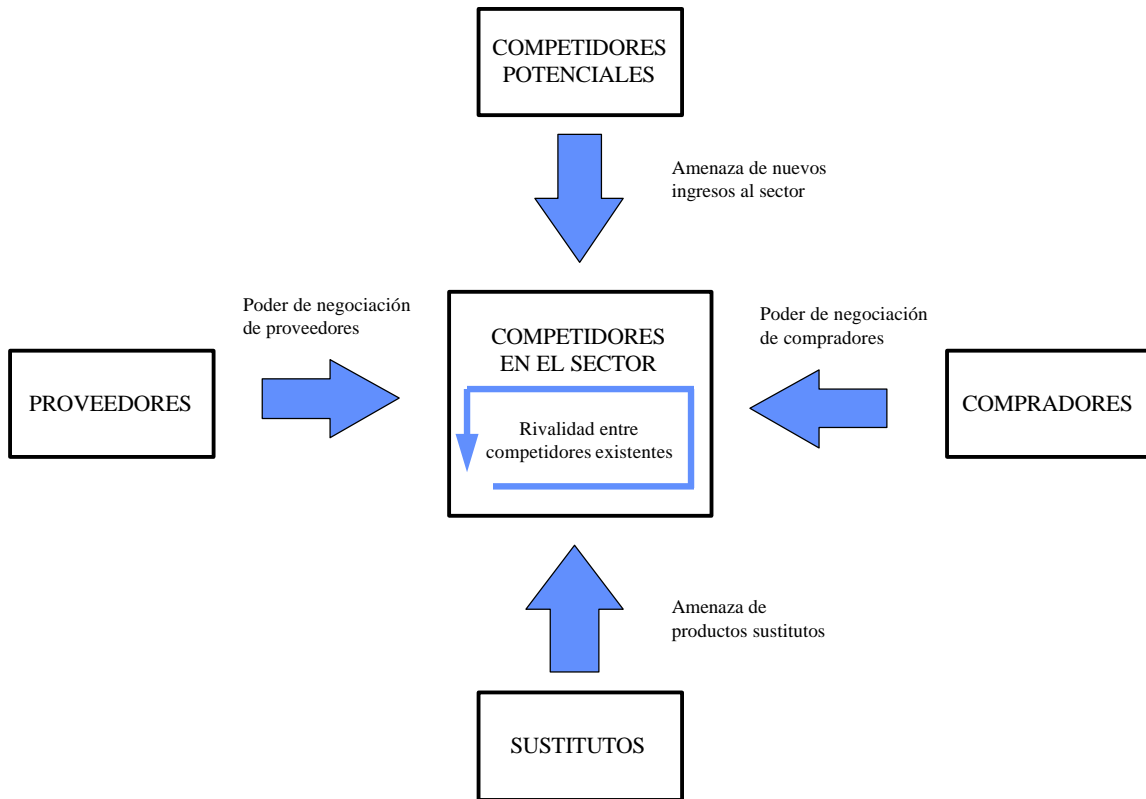 COMPETIDORES
POTENCIALES
Amenaza de nuevos
ingresos al sector
Poder de negociación
de proveedores
COMPETIDORES
EN EL SECTOR
Poder de negociación
de compradores
PROVEEDORES
Rivalidad entre
competidores existentes
COMPRADORES
Amenaza de
productos sustitutos
SUSTITUTOS